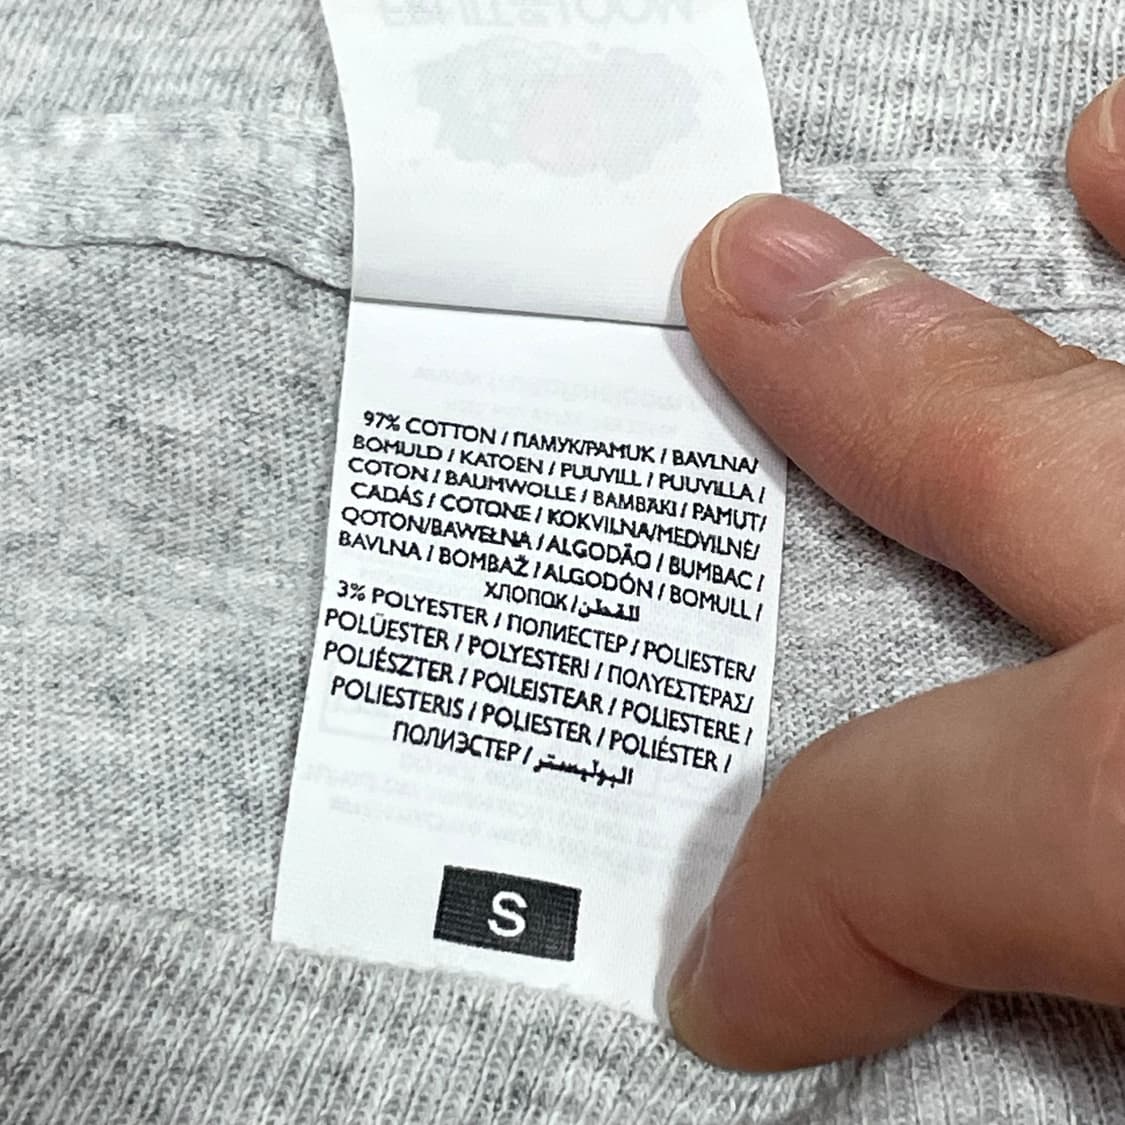 97% COTTON / ПАМУК/PAMUK / BAVLNA/
BOMULD / KATOEN / PUUVILL / PUUVILLA /
COTON / BAUMWOLLE / BAMBAKI / PAMUT/
CADÁS / COTONE / KOKVILNA/MEDVILNĖ/
QOTON/BAWEŁNA / ALGODÃO / BUMBAC /
BAVLNA / BOMBAŽ / ALGODÓN / BOMULL /
ХЛОПОК / القطن
3% POLYESTER / ПОЛИЕСТЕР / POLIESTER/
POLÜESTER / POLYESTERI / ΠΟΛΥΕΣΤΕΡΑΣ/
POLIÉSZTER / POILEISTEAR / POLIESTERE /
POLIESTERIS / POLIESTER / POLIÉSTER /
ПОЛИЭСТЕР / البوليستر
S